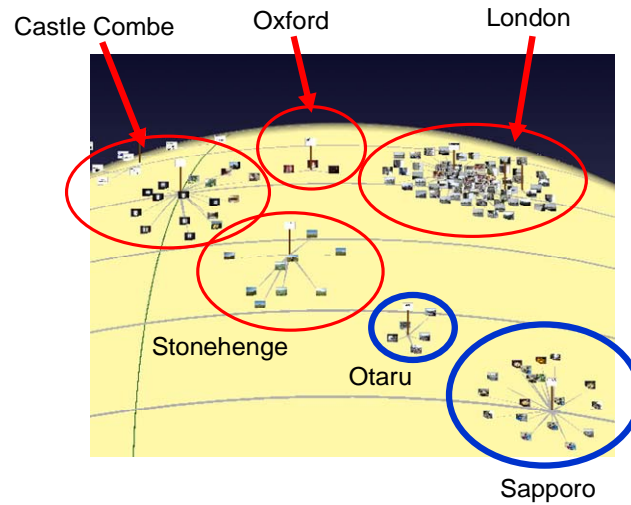 Castle Combe
Oxford
London
Stonehenge
Otaru
Sapporo